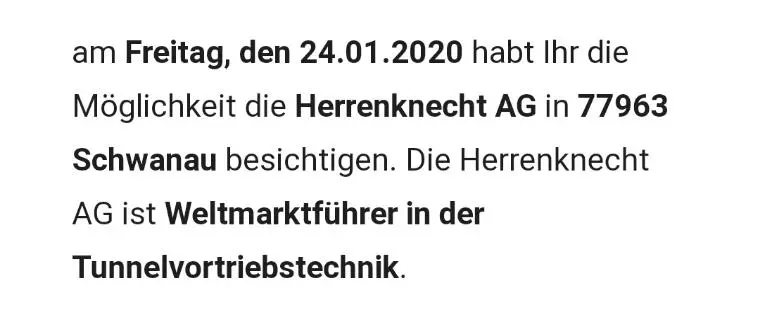 am Freitag, den 24.01.2020 habt Ihr die
Möglichkeit die Herrenknecht AG in 77963
Schwanau besichtigen. Die Herrenknecht
AG ist Weltmarktführer in der
Tunnelvortriebstechnik.